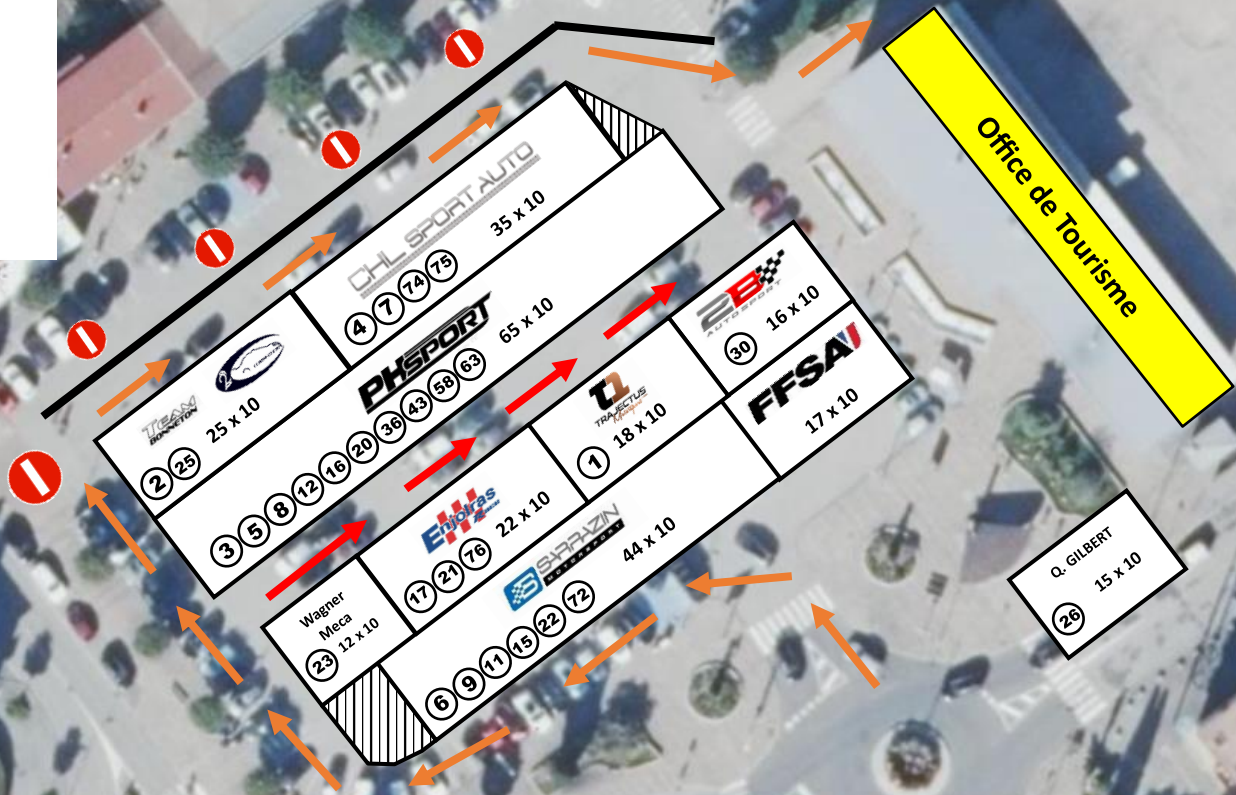 Office de Tourisme
CHL SPORT AUTO
35 x 10
4 7 74 75
2
TEAM
BONNETON
25 x 10
2 25
PHSPORT
65 x 10
3 5 8 12 16 20 36 43 58 63
2B
AUTOSPORT
16 x 10
30
FFSA
17 x 10
T1
TRAJECTUS
18 x 10
1
Enjolras
22 x 10
17 21 76
SARRAZIN
MOTORSPORT
44 x 10
6 9 11 15 22 72
Wagner
Meca
12 x 10
23
Q. GILBERT
15 x 10
26